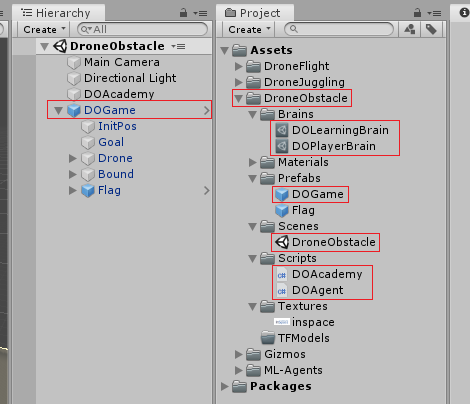 Hierarchy
Create
All
DroneObstacle
Main Camera
Directional Light
DOAcademy
DOGame
InitPos
Goal
Drone
Bound
Flag
Project
Create
Assets
DroneFlight
DroneJuggling
DroneObstacle
Brains
DOLearningBrain
DOPlayerBrain
Materials
Prefabs
DOGame
Flag
Scenes
DroneObstacle
Scripts
DOAcademy
DOAgent
Textures
inspace
TFModels
Gizmos
ML-Agents
Packages